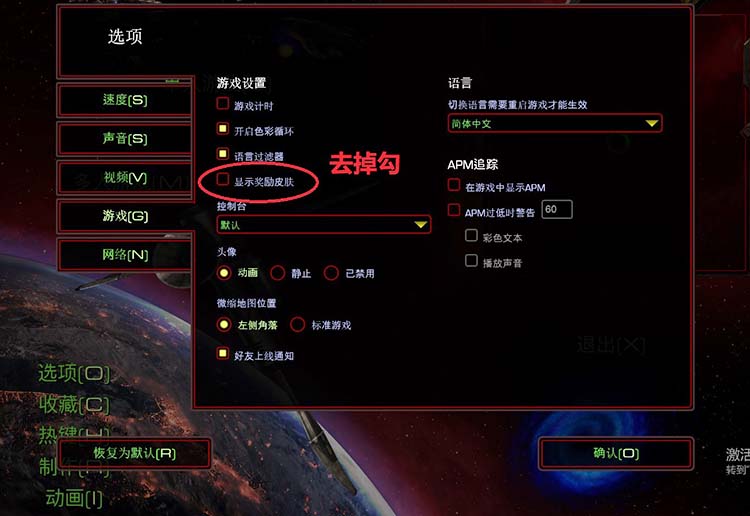 选项
速度(S)
声音(S)
视频(V)
游戏(G)
网络(N)
游戏设置
游戏计时
开启色彩循环
语言过滤器
显示奖励皮肤
去掉勾
控制台
默认
头像
动画
静止
已禁用
微缩地图位置
左侧角落
标准游戏
好友上线通知
语言
切换语言需要重启游戏才能生效
简体中文
APM追踪
在游戏中显示APM
APM过低时警告 60
彩色文本
播放声音
退出(X)
选项(O)
收藏(C)
热键(H)
恢复为默认(R)
确认(O)
动画(I)
激活
转到